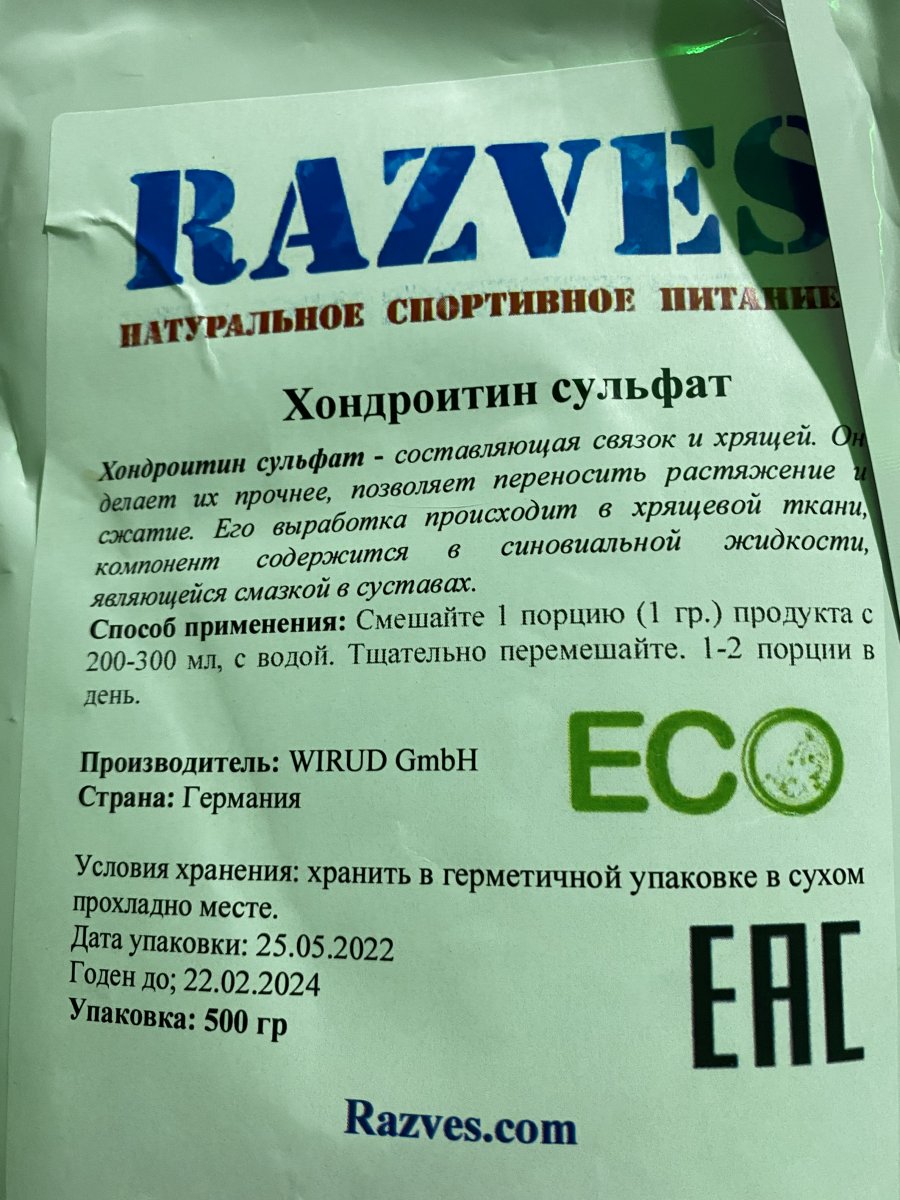 RAZVES
НАТУРАЛЬНОЕ СПОРТИВНОЕ ПИТАНИЕ
Хондроитин сульфат
Хондроитин сульфат - составляющая связок и хрящей. Он
делает их прочнее, позволяет переносить растяжение и
сжатие. Его выработка происходит в хрящевой ткани,
компонент содержится в синовиальной жидкости,
являющейся смазкой в суставах.
Способ применения: Смешайте 1 порцию (1 гр.) продукта с
200-300 мл, с водой. Тщательно перемешайте. 1-2 порции в
день.
ECO
Производитель: WIRUD GmbH
Страна: Германия
Условия хранения: хранить в герметичной упаковке в сухом
прохладно месте.
Дата упаковки: 25.05.2022
Годен до; 22.02.2024
Упаковка: 500 гр
EAC
Razves.com